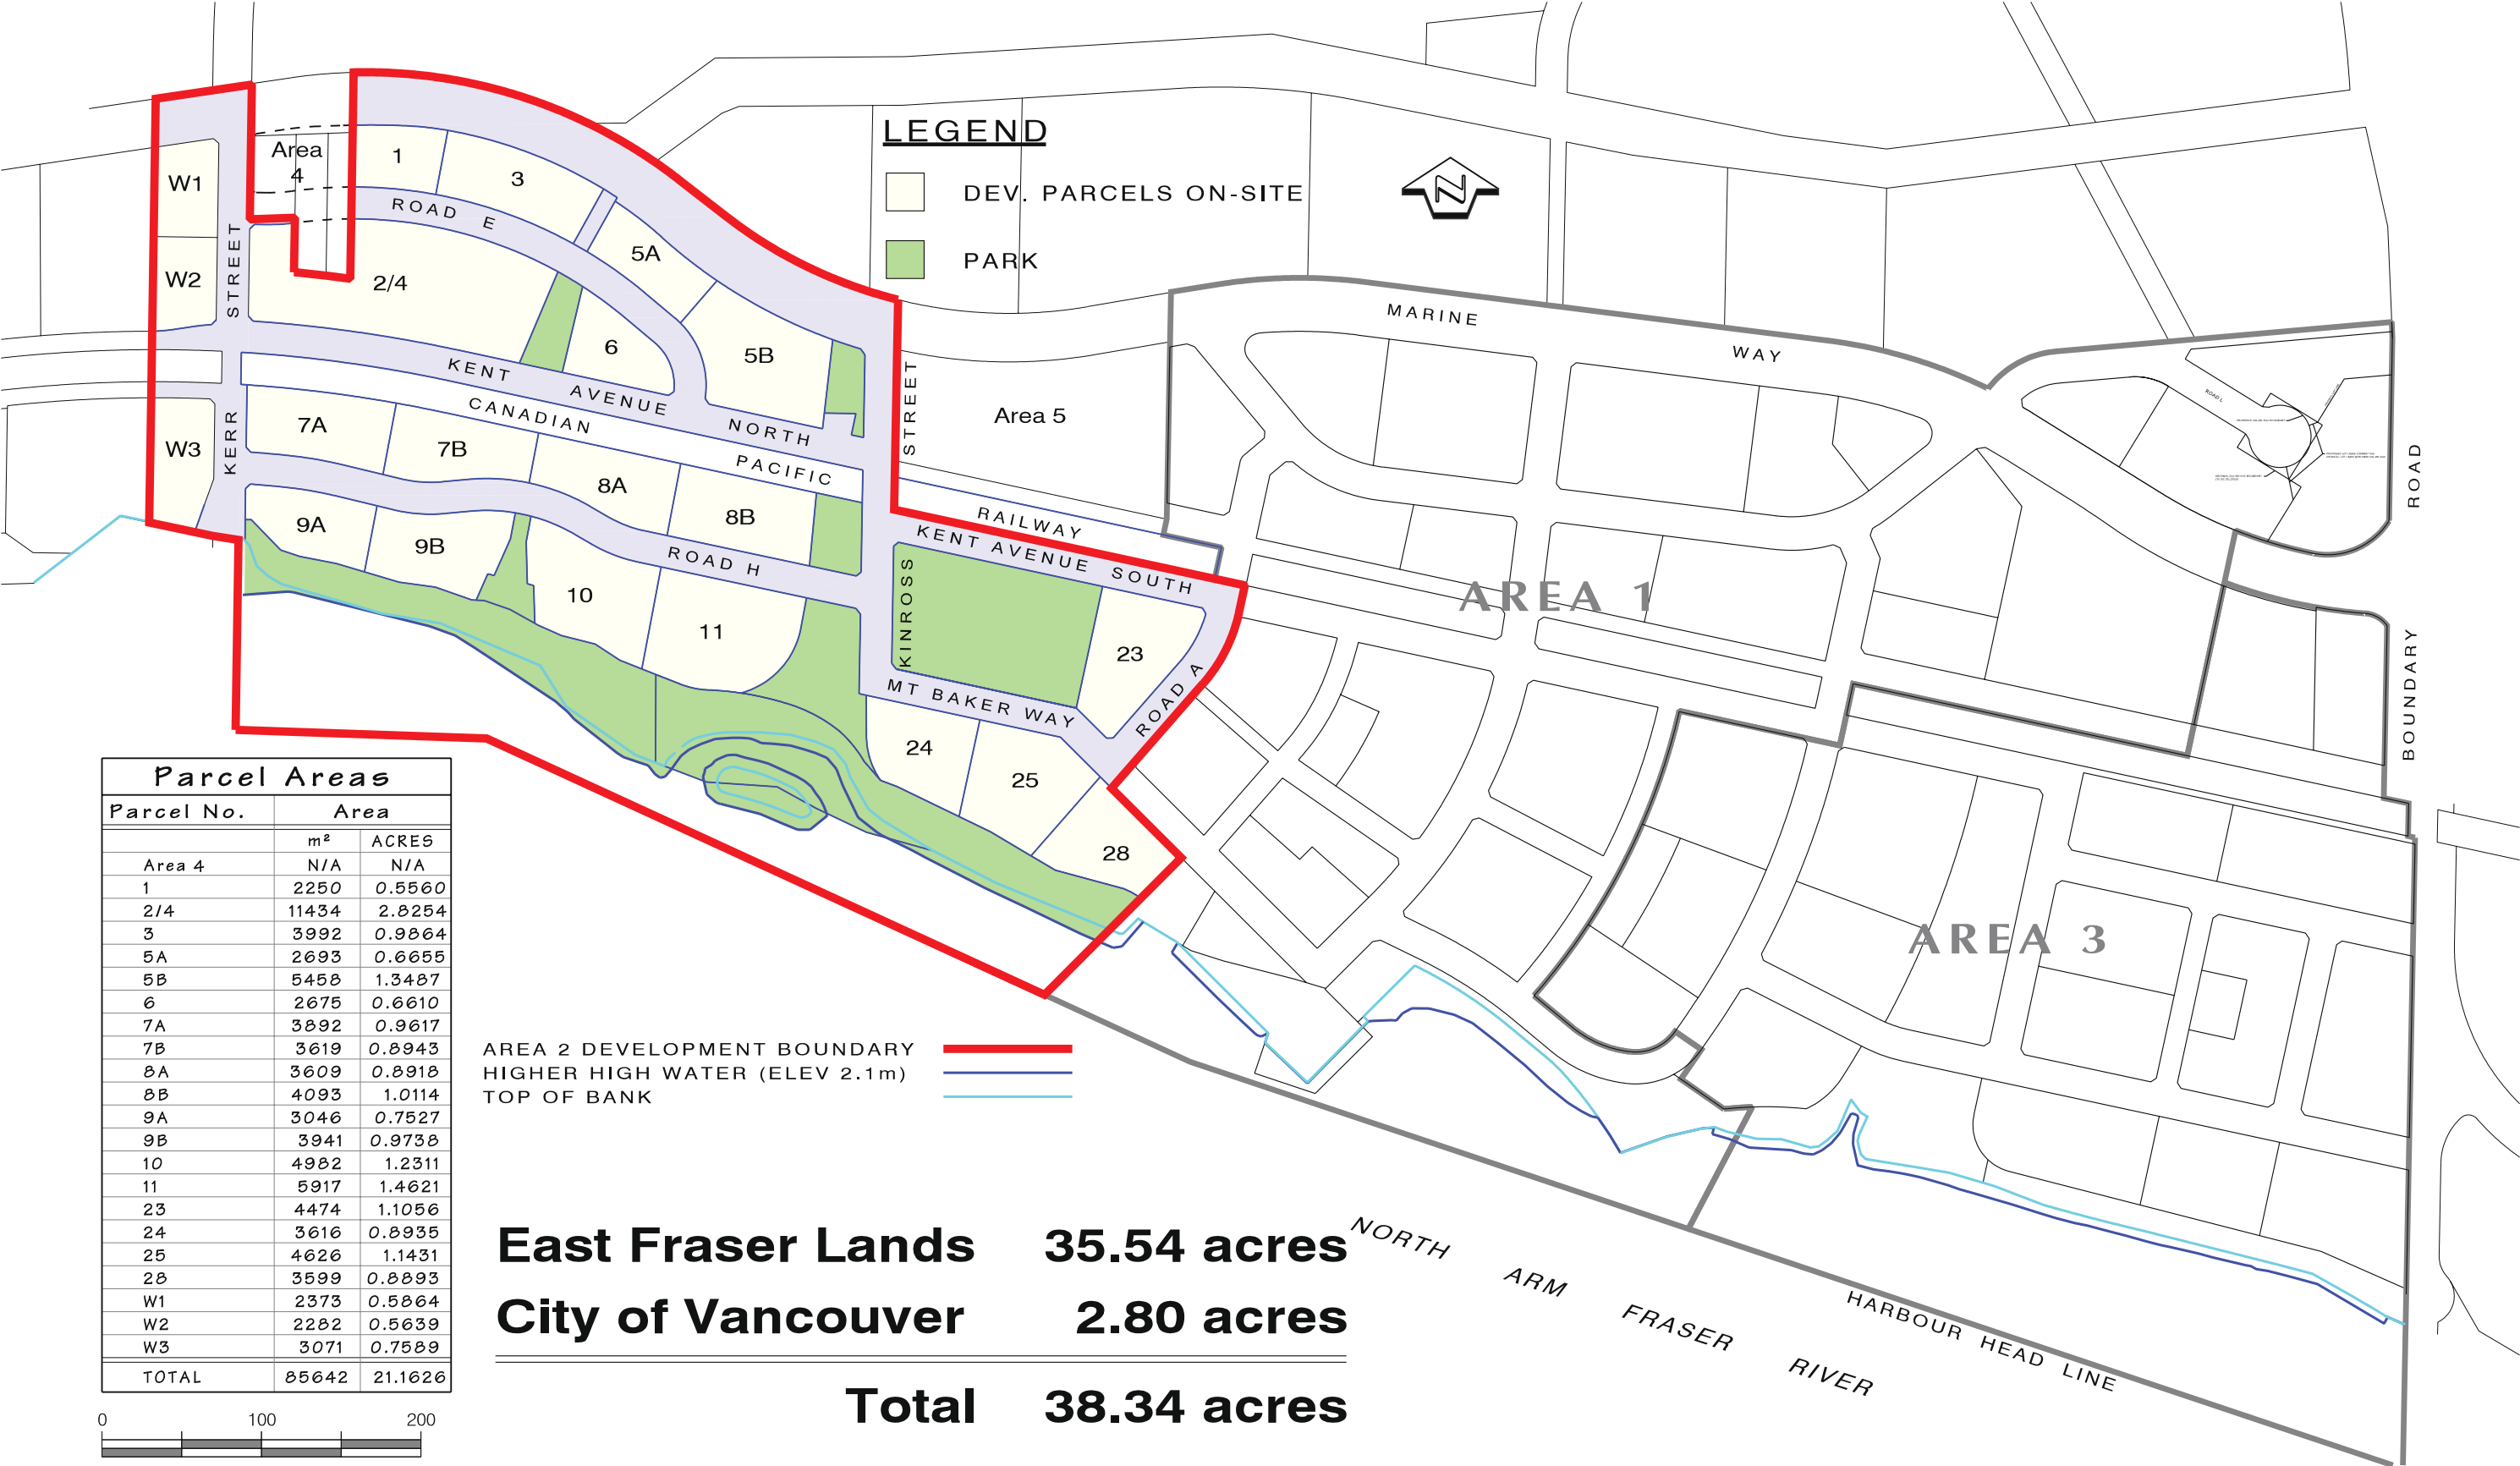 LEGEND
DEV. PARCELS ON-SITE
PARK
N
Area
4
W1
W2
W3
1
3
ROAD E
2/4
5A
5B
6
STREET
KERR
KENT AVENUE NORTH
CANADIAN PACIFIC RAILWAY
7A
7B
8A
8B
9A
9B
10
11
ROAD H
STREET
KINROSS
KENT AVENUE SOUTH
MT BAKER WAY
ROAD A
23
24
25
28
Area 5
MARINE WAY
ROAD L
AREA 1
AREA 3
ROAD
BOUNDARY
Parcel Areas
Parcel No. Area
m² ACRES
Area 4 N/A N/A
1 2250 0.5560
2/4 11434 2.8254
3 3992 0.9864
5A 2693 0.6655
5B 5458 1.3487
6 2675 0.6610
7A 3892 0.9617
7B 3619 0.8943
8A 3609 0.8918
8B 4093 1.0114
9A 3046 0.7527
9B 3941 0.9738
10 4982 1.2311
11 5917 1.4621
23 4474 1.1056
24 3616 0.8935
25 4626 1.1431
28 3599 0.8893
W1 2373 0.5864
W2 2282 0.5639
W3 3071 0.7589
TOTAL 85642 21.1626
0 100 200
AREA 2 DEVELOPMENT BOUNDARY
HIGHER HIGH WATER (ELEV 2.1m)
TOP OF BANK
East Fraser Lands 35.54 acres
City of Vancouver 2.80 acres
Total 38.34 acres
NORTH ARM FRASER RIVER
HARBOUR HEAD LINE